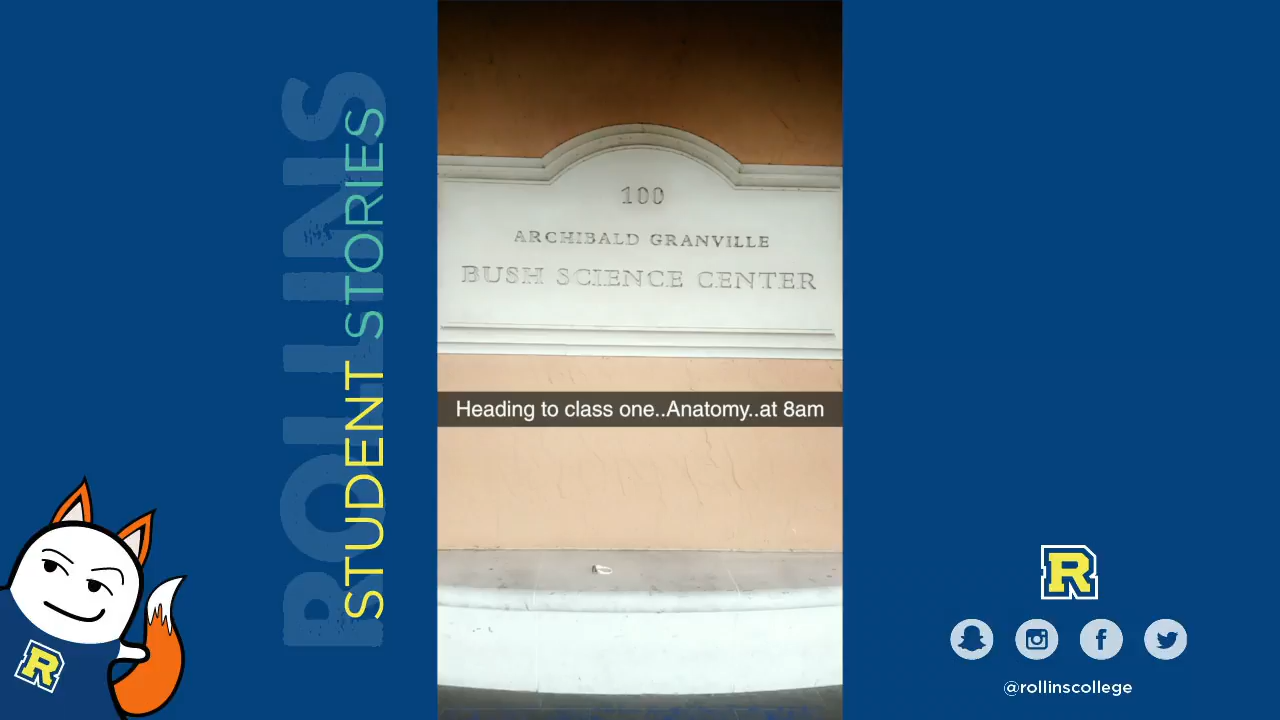 ROLLINS
STUDENT STORIES
100
ARCHIBALD GRANVILLE
BUSH SCIENCE CENTER
Heading to class one..Anatomy..at 8am
R
R
@rollinscollege